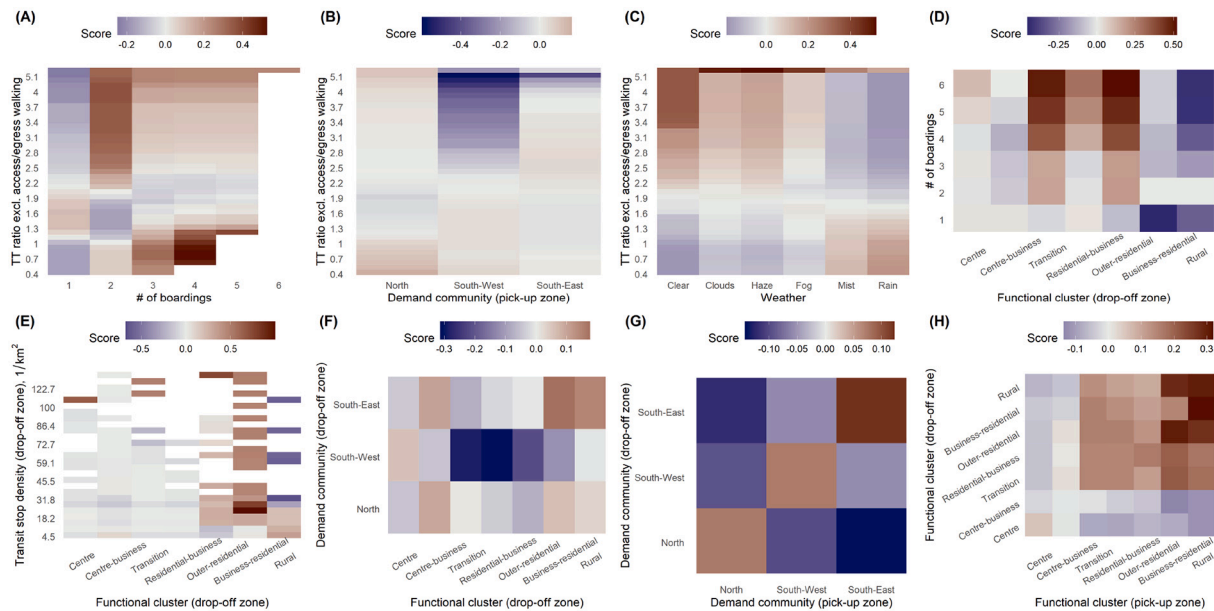 (A)
Score
-0.2 0.0 0.2 0.4
TT ratio excl. access/egress walking
5.1
4
3.7
3.4
3.1
2.8
2.5
2.2
1.9
1.6
1.3
1
0.7
0.4
1 2 3 4 5 6
# of boardings
(B)
Score
-0.4 -0.2 0.0
TT ratio excl. access/egress walking
5.1
4
3.7
3.4
3.1
2.8
2.5
2.2
1.9
1.6
1.3
1
0.7
0.4
North South-West South-East
Demand community (pick-up zone)
(C)
Score
0.0 0.2 0.4
TT ratio excl. access/egress walking
5.1
4
3.7
3.4
3.1
2.8
2.5
2.2
1.9
1.6
1.3
1
0.7
0.4
Clear Clouds Haze Fog Mist Rain
Weather
(D)
Score
-0.25 0.00 0.25 0.50
# of boardings
6
5
4
3
2
1
Centre
Centre-business
Transition
Residential-business
Outer-residential
Business-residential
Rural
Functional cluster (drop-off zone)
(E)
Score
-0.5 0.0 0.5
Transit stop density (drop-off zone), 1/km²
122.7
100
86.4
72.7
59.1
45.5
31.8
18.2
4.5
Centre
Centre-business
Transition
Residential-business
Outer-residential
Business-residential
Rural
Functional cluster (drop-off zone)
(F)
Score
-0.3 -0.2 -0.1 0.0 0.1
Demand community (drop-off zone)
South-East
South-West
North
Centre
Centre-business
Transition
Residential-business
Outer-residential
Business-residential
Rural
Functional cluster (drop-off zone)
(G)
Score
-0.10 -0.05 0.00 0.05 0.10
Demand community (drop-off zone)
South-East
South-West
North
North South-West South-East
Demand community (pick-up zone)
(H)
Score
-0.1 0.0 0.1 0.2 0.3
Functional cluster (drop-off zone)
Rural
Business-residential
Outer-residential
Residential-business
Transition
Centre-business
Centre
Centre
Centre-business
Transition
Residential-business
Outer-residential
Business-residential
Rural
Functional cluster (pick-up zone)